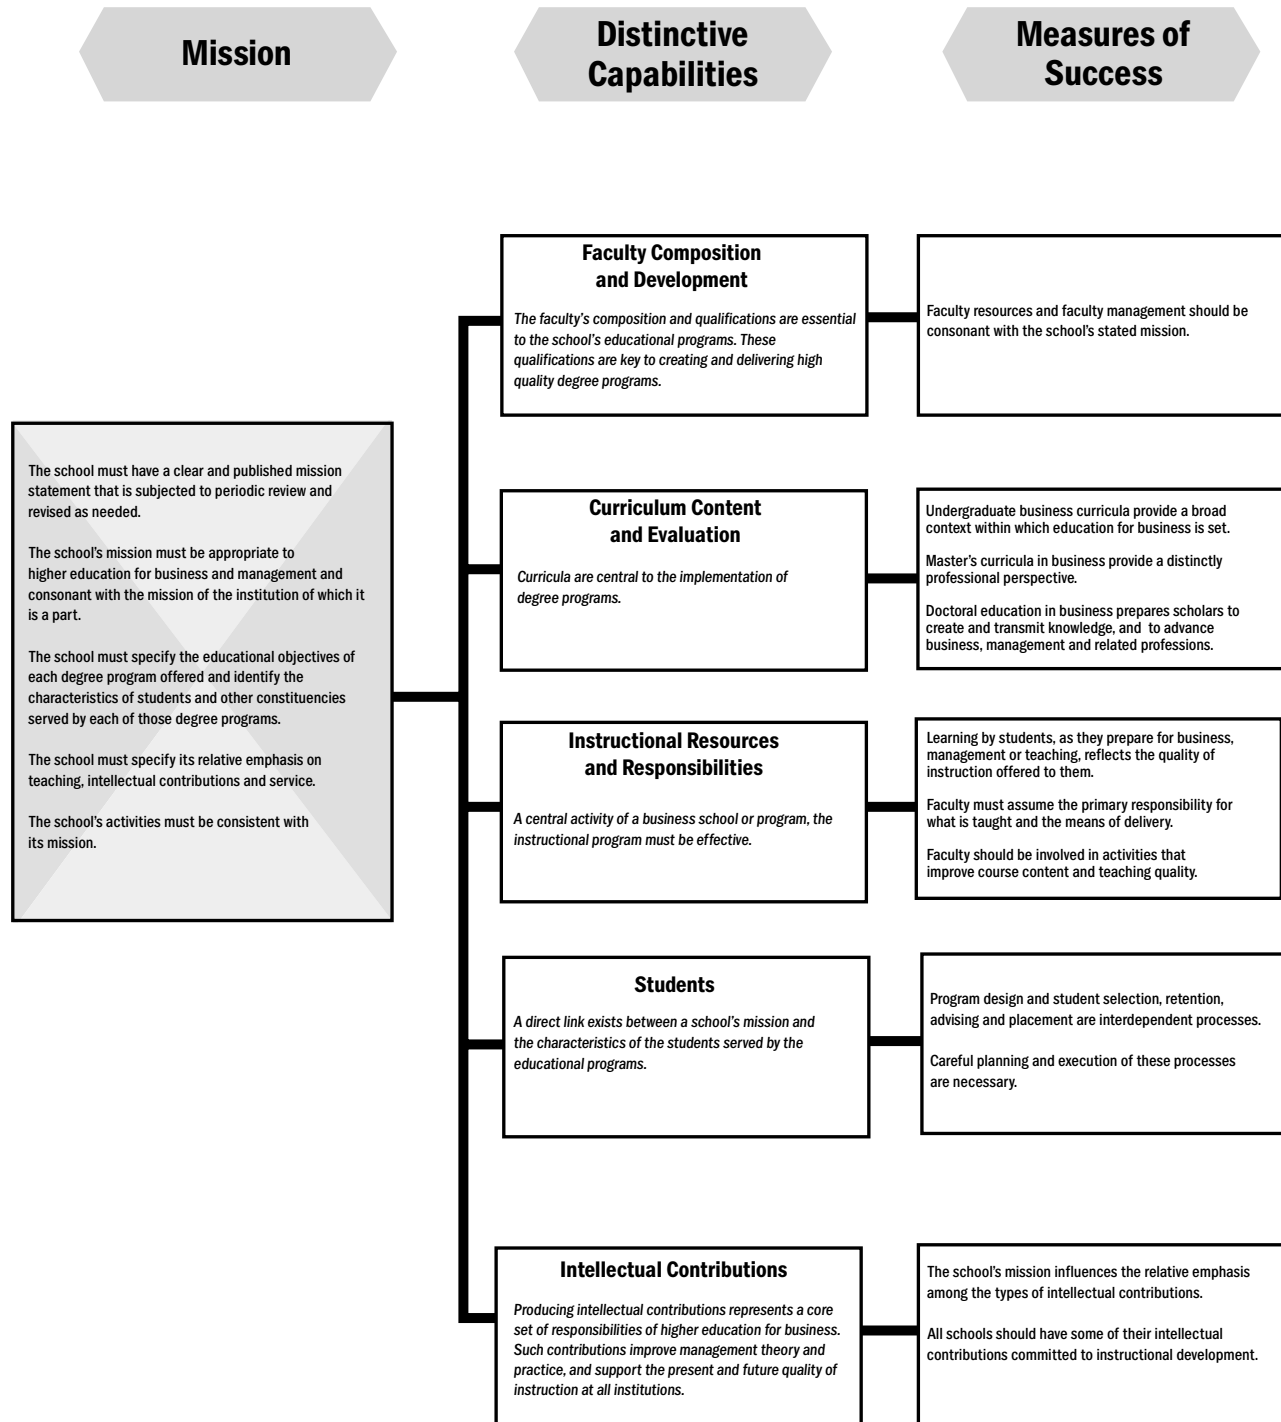 Mission
Distinctive
Capabilities
Measures of
Success
The school must have a clear and published mission
statement that is subjected to periodic review and
revised as needed.
The school's mission must be appropriate to
higher education for business and management and
consonant with the mission of the institution of which it
is a part.
The school must specify the educational objectives of
each degree program offered and identify the
characteristics of students and other constituencies
served by each of those degree programs.
The school must specify its relative emphasis on
teaching, intellectual contributions and service.
The school's activities must be consistent with
its mission.
Faculty Composition
and Development
The faculty's composition and qualifications are essential
to the school's educational programs. These
qualifications are key to creating and delivering high
quality degree programs.
Faculty resources and faculty management should be
consonant with the school's stated mission.
Curriculum Content
and Evaluation
Curricula are central to the implementation of
degree programs.
Undergraduate business curricula provide a broad
context within which education for business is set.
Master's curricula in business provide a distinctly
professional perspective.
Doctoral education in business prepares scholars to
create and transmit knowledge, and to advance
business, management and related professions.
Instructional Resources
and Responsibilities
A central activity of a business school or program, the
instructional program must be effective.
Learning by students, as they prepare for business,
management or teaching, reflects the quality of
instruction offered to them.
Faculty must assume the primary responsibility for
what is taught and the means of delivery.
Faculty should be involved in activities that
improve course content and teaching quality.
Students
A direct link exists between a school's mission and
the characteristics of the students served by the
educational programs.
Program design and student selection, retention,
advising and placement are interdependent processes.
Careful planning and execution of these processes
are necessary.
Intellectual Contributions
Producing intellectual contributions represents a core
set of responsibilities of higher education for business.
Such contributions improve management theory and
practice, and support the present and future quality of
instruction at all institutions.
The school's mission influences the relative emphasis
among the types of intellectual contributions.
All schools should have some of their intellectual
contributions committed to instructional development.